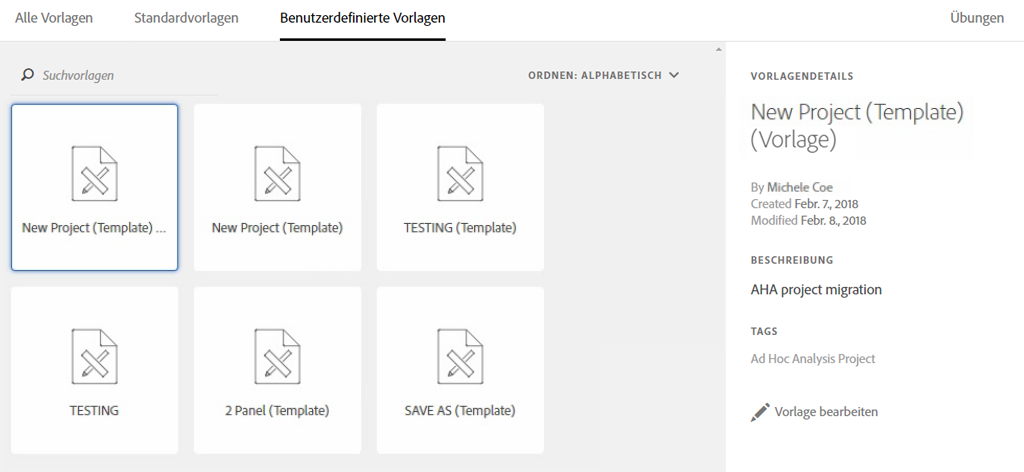 Alle Vorlagen Standardvorlagen Benutzerdefinierte Vorlagen Übungen
Suchvorlagen ORDNEN: ALPHABETISCH
New Project (Template) ... New Project (Template) TESTING (Template)
TESTING 2 Panel (Template) SAVE AS (Template)
VORLAGENDETAILS
New Project (Template)
(Vorlage)
By Michele Coe
Created Febr. 7., 2018
Modified Febr. 8., 2018
BESCHREIBUNG
AHA project migration
TAGS
Ad Hoc Analysis Project
Vorlage bearbeiten